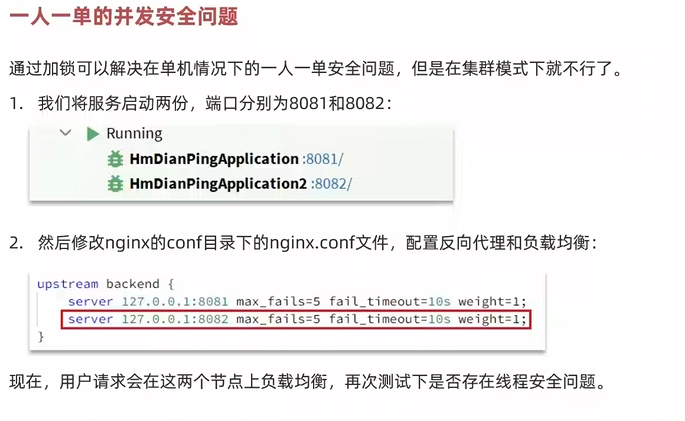 一人一单的并发安全问题
通过加锁可以解决在单机情况下的一人一单安全问题，但是在集群模式下就不行了。
1. 我们将服务启动两份，端口分别为8081和8082：
Running
HmDianPingApplication :8081/
HmDianPingApplication2 :8082/
2. 然后修改nginx的conf目录下的nginx.conf文件，配置反向代理和负载均衡：
upstream backend {
server 127.0.0.1:8081 max_fails=5 fail_timeout=10s weight=1;
server 127.0.0.1:8082 max_fails=5 fail_timeout=10s weight=1;
}
现在，用户请求会在这两个节点上负载均衡，再次测试下是否存在线程安全问题。